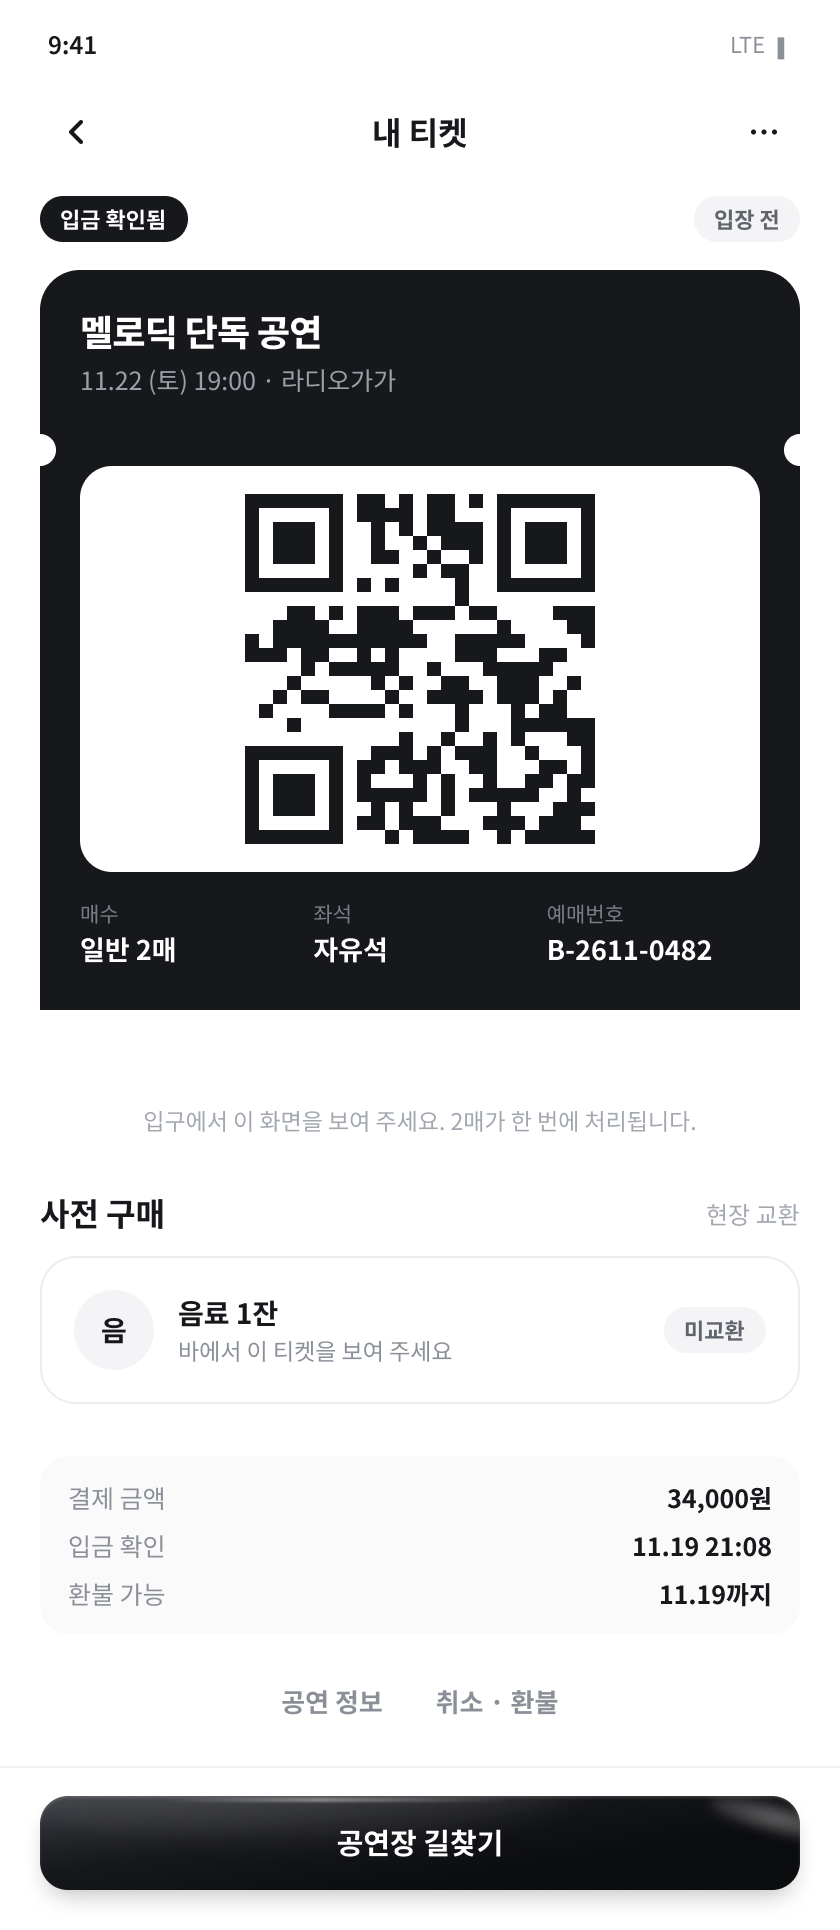 9:41
LTE
내 티켓
입금 확인됨
입장 전
멜로딕 단독 공연
11.22 (토) 19:00 · 라디오가가
매수
좌석
예매번호
일반 2매
자유석
B-2611-0482
입구에서 이 화면을 보여 주세요. 2매가 한 번에 처리됩니다.
사전 구매
현장 교환
음
음료 1잔
바에서 이 티켓을 보여 주세요
미교환
결제 금액
34,000원
입금 확인
11.19 21:08
환불 가능
11.19까지
공연 정보
취소 · 환불
공연장 길찾기